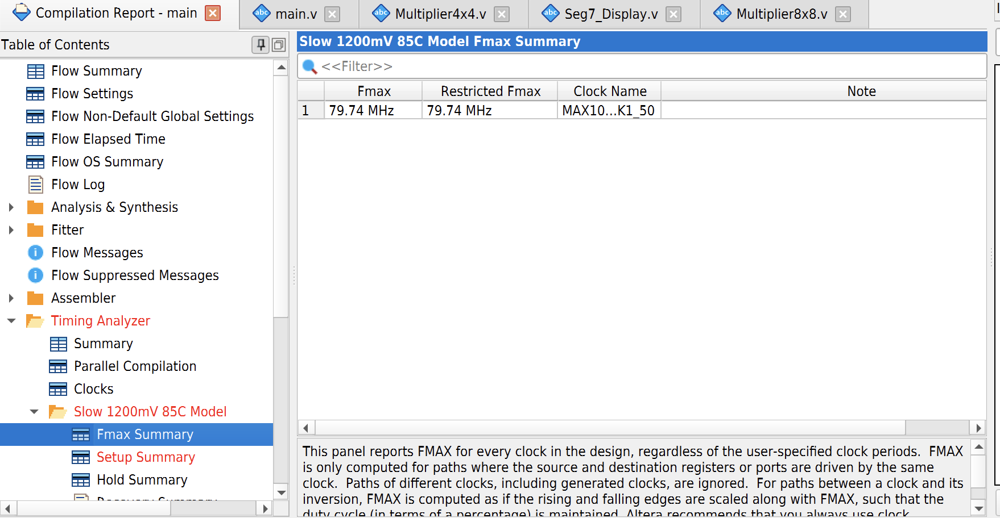 Compilation Report - main
main.v
Multiplier4x4.v
Seg7_Display.v
Multiplier8x8.v
Table of Contents
Flow Summary
Flow Settings
Flow Non-Default Global Settings
Flow Elapsed Time
Flow OS Summary
Flow Log
Analysis & Synthesis
Fitter
Flow Messages
Flow Suppressed Messages
Assembler
Timing Analyzer
Summary
Parallel Compilation
Clocks
Slow 1200mV 85C Model
Fmax Summary
Setup Summary
Hold Summary
Recovery Summary
Slow 1200mV 85C Model Fmax Summary
<<Filter>>
Fmax Restricted Fmax Clock Name Note
1 79.74 MHz 79.74 MHz MAX10...K1_50
This panel reports FMAX for every clock in the design, regardless of the user-specified clock periods.  FMAX
is only computed for paths where the source and destination registers or ports are driven by the same
clock.  Paths of different clocks, including generated clocks, are ignored.  For paths between a clock and its
inversion, FMAX is computed as if the rising and falling edges are scaled along with FMAX, such that the
duty cycle (in terms of a percentage) is maintained. Altera recommends that you always use clock